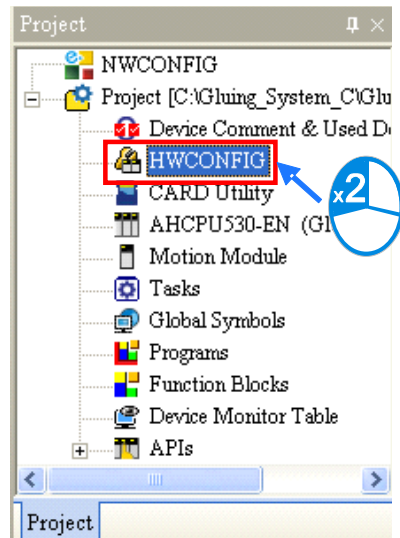 Project
NWCONFIG
Project [C:\Gluing_System_C\Glu
Device Comment & Used D
HWCONFIG
x2
CARD Utility
AHCPU530-EN (Gl
Motion Module
Tasks
Global Symbols
Programs
Function Blocks
Device Monitor Table
APIs
Project